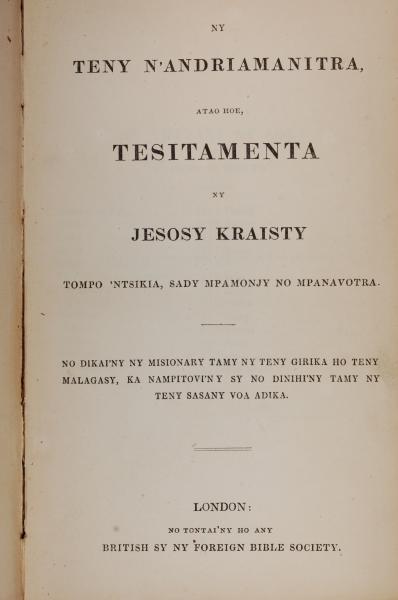 NY
TENY N'ANDRIAMANITRA,
ATAO HOE,
TESITAMENTA
NY
JESOSY KRAISTY
TOMPO 'NTSIKIA, SADY MPAMONJY NO MPANAVOTRA.
NO DIKAI'NY NY MISIONARY TAMY NY TENY GIRIKA HO TENY
MALAGASY, KA NAMPITOVI'NY SY NO DINIHI'NY TAMY NY
TENY SASANY VOA ADIKA.
LONDON:
NO TONTAI'NY HO ANY
BRITISH SY NY FOREIGN BIBLE SOCIETY.